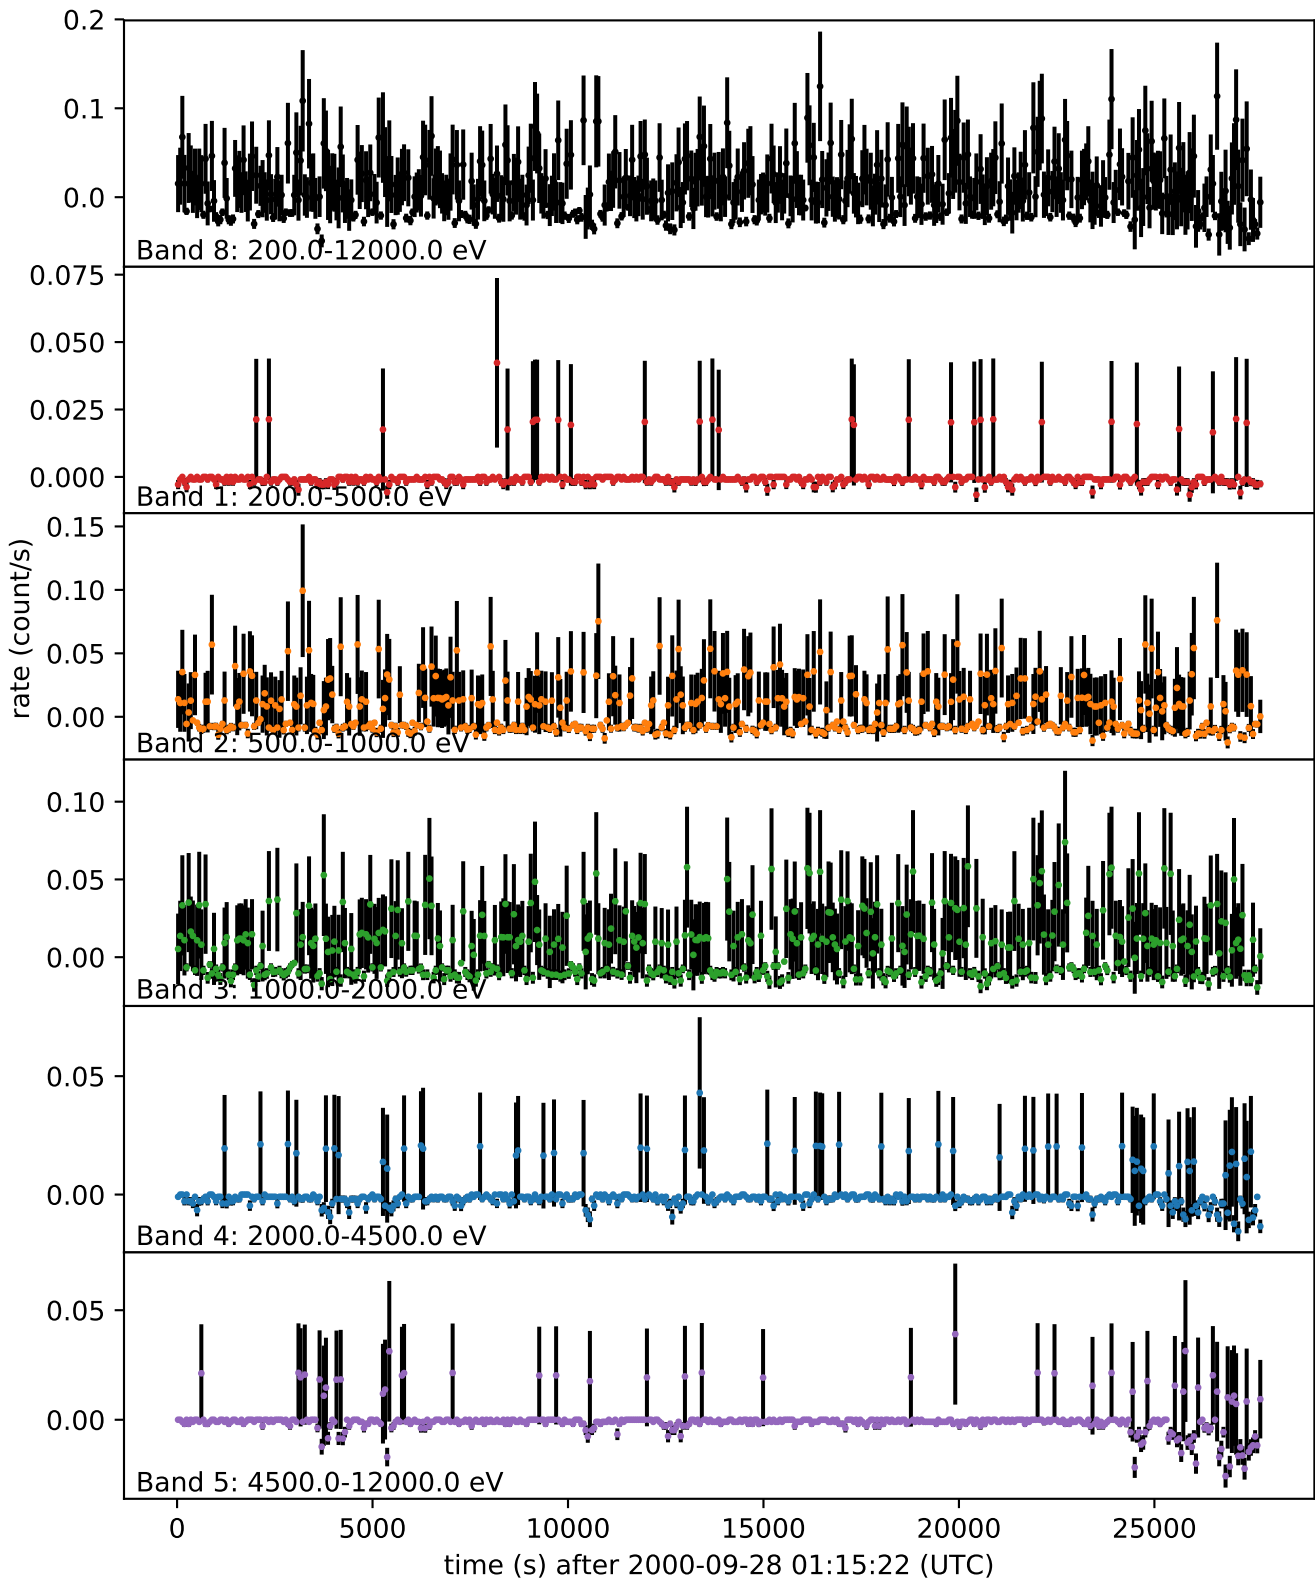 0.2
0.1
0.0
Band 8: 200.0-12000.0 eV
0.075
0.050
0.025
0.000
Band 1: 200.0-500.0 eV
rate (count/s)
0.15
0.10
0.05
0.00
Band 2: 500.0-1000.0 eV
0.10
0.05
0.00
Band 3: 1000.0-2000.0 eV
0.05
0.00
Band 4: 2000.0-4500.0 eV
0.05
0.00
Band 5: 4500.0-12000.0 eV
0 5000 10000 15000 20000 25000
time (s) after 2000-09-28 01:15:22 (UTC)